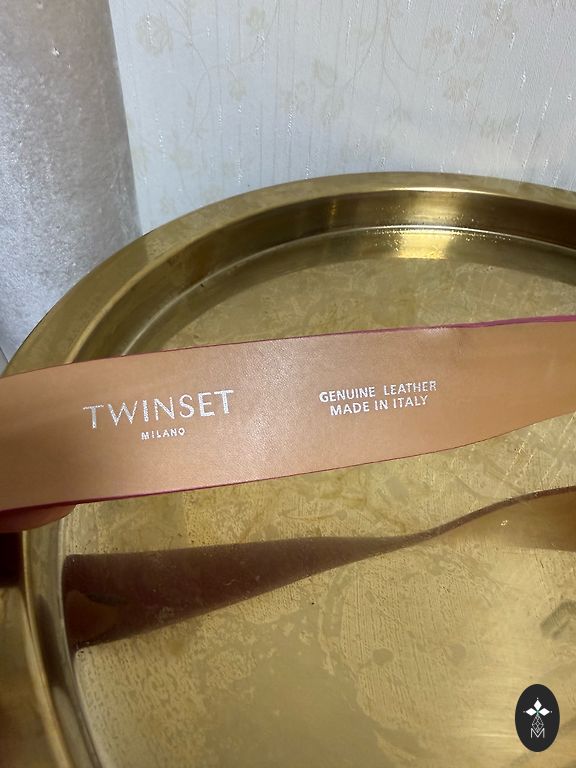 TWINSET
MILANO
GENUINE LEATHER
MADE IN ITALY
M